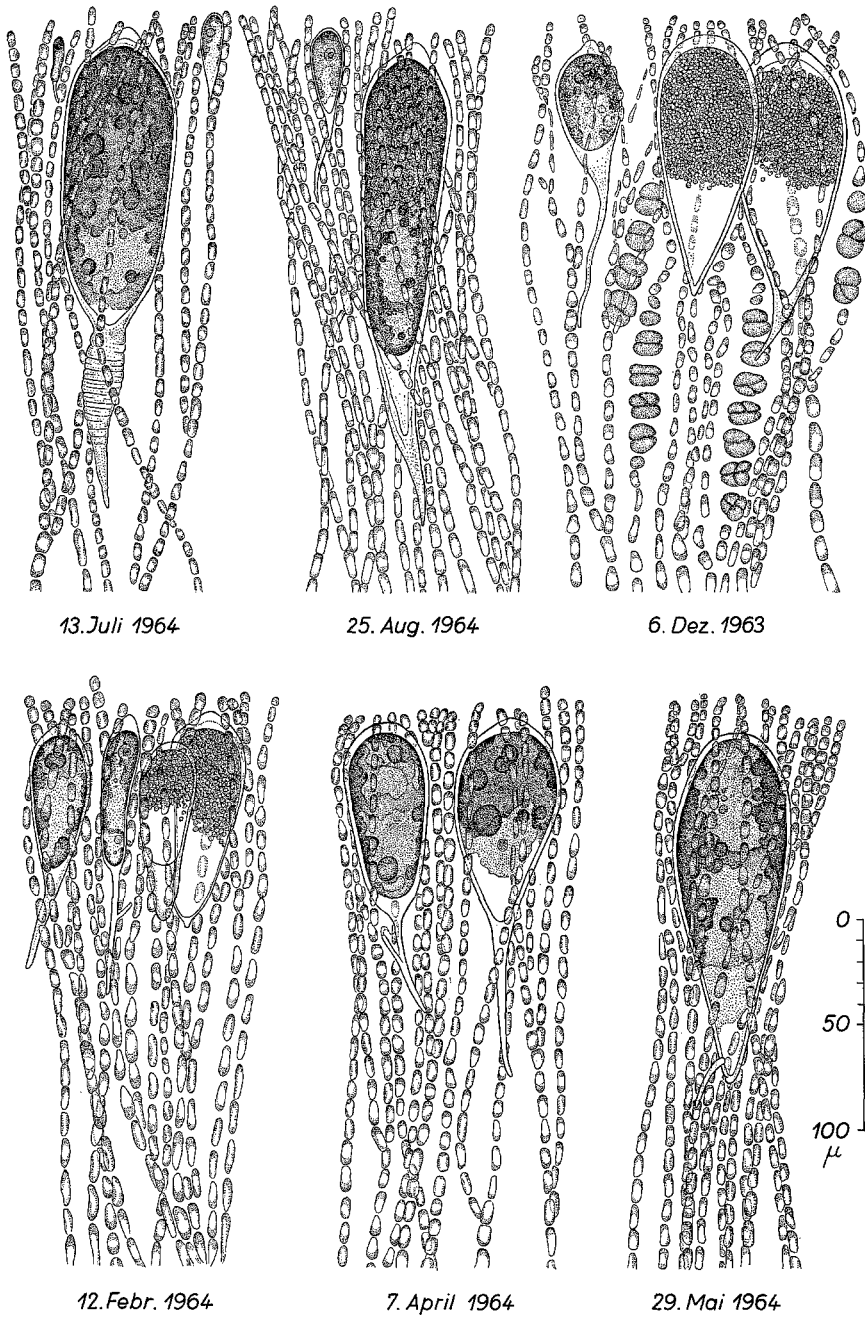 13. Juli 1964
25. Aug. 1964
6. Dez. 1963
0
50
100
μ
12. Febr. 1964
7. April 1964
29. Mai 1964